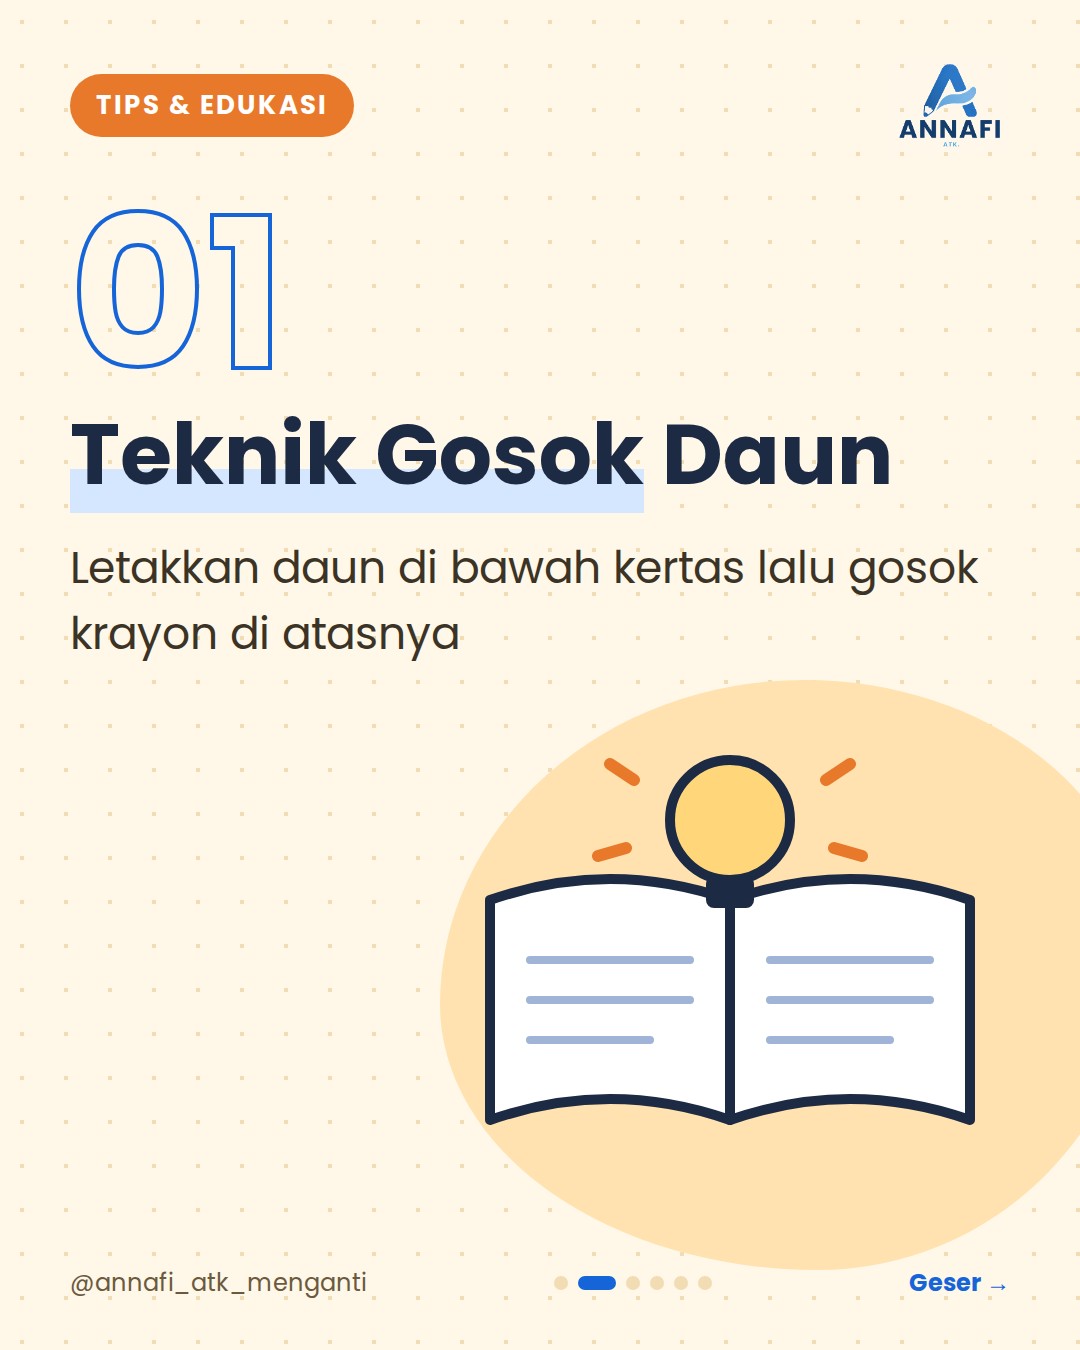 TIPS & EDUKASI
ANNAFI
ATK.
01
Teknik Gosok Daun
Letakkan daun di bawah kertas lalu gosok
krayon di atasnya
@annafi_atk_menganti
Geser →